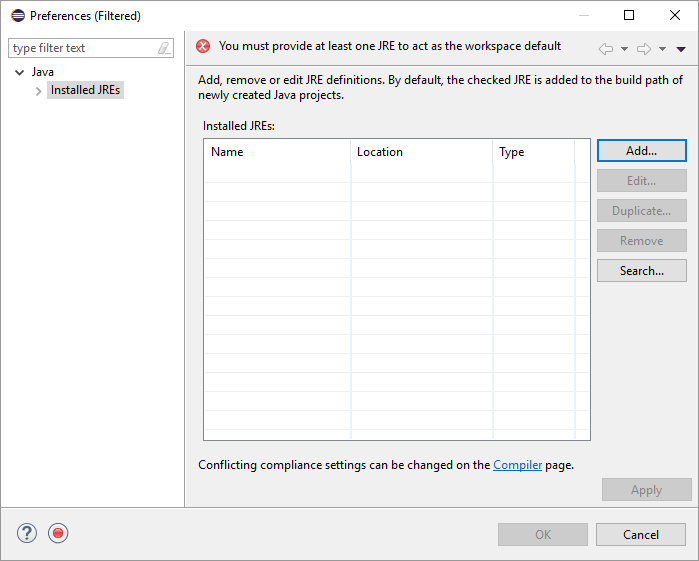 Preferences (Filtered)
type filter text
Java
Installed JREs
You must provide at least one JRE to act as the workspace default
Add, remove or edit JRE definitions. By default, the checked JRE is added to the build path of
newly created Java projects.
Installed JREs:
Name Location Type
Add...
Edit...
Duplicate...
Remove
Search...
Conflicting compliance settings can be changed on the Compiler page.
Apply
? OK Cancel